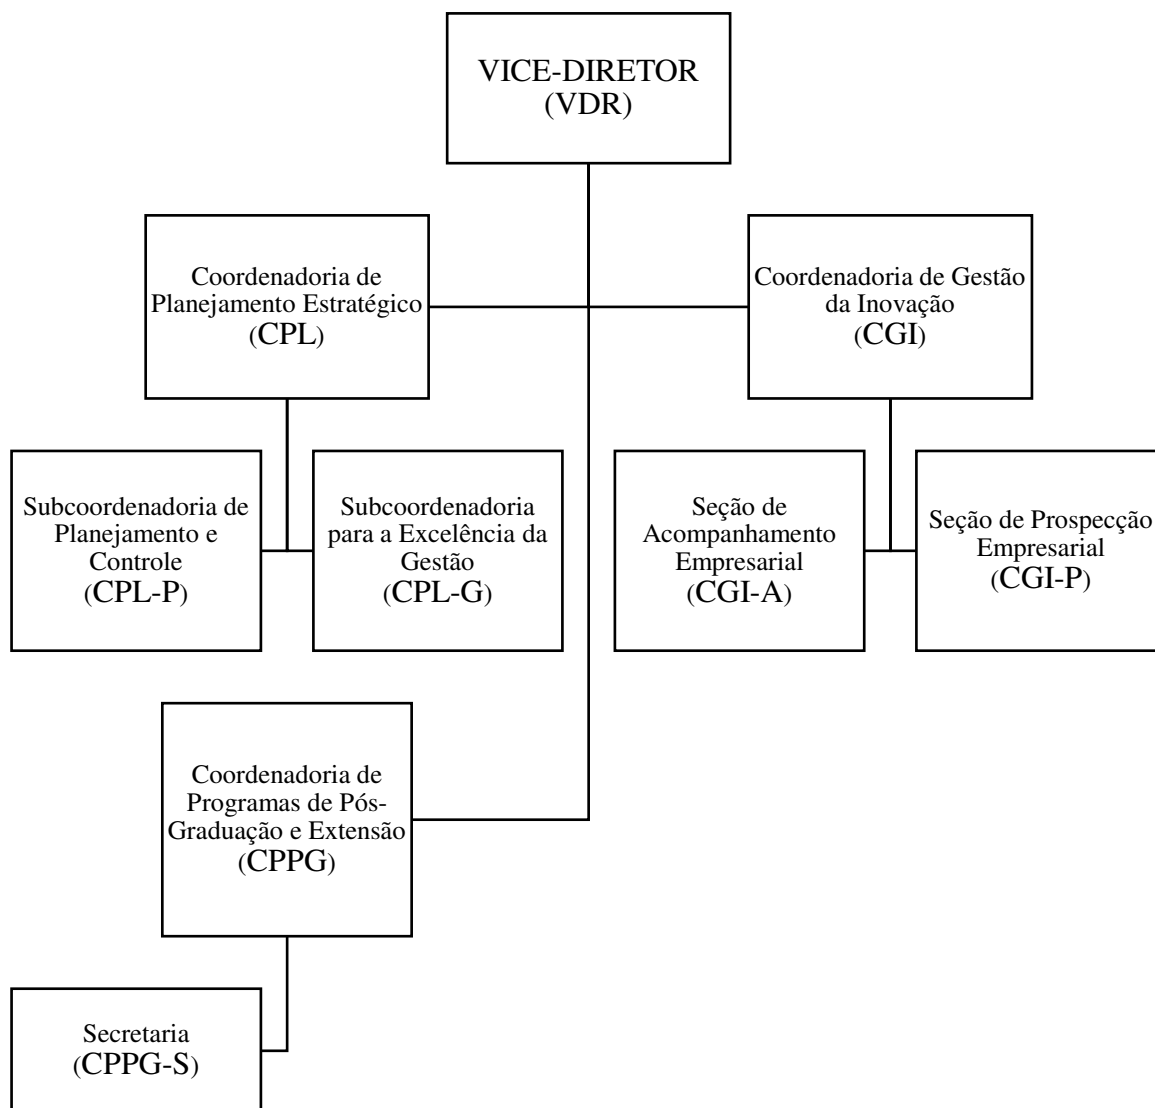 VICE-DIRETOR
(VDR)
Coordenadoria de
Planejamento Estratégico
(CPL)
Coordenadoria de Gestão
da Inovação
(CGI)
Subcoordenadoria de
Planejamento e
Controle
(CPL-P)
Subcoordenadoria
para a Excelência da
Gestão
(CPL-G)
Seção de
Acompanhamento
Empresarial
(CGI-A)
Seção de Prospecção
Empresarial
(CGI-P)
Coordenadoria de
Programas de Pós-
Graduação e Extensão
(CPPG)
Secretaria
(CPPG-S)